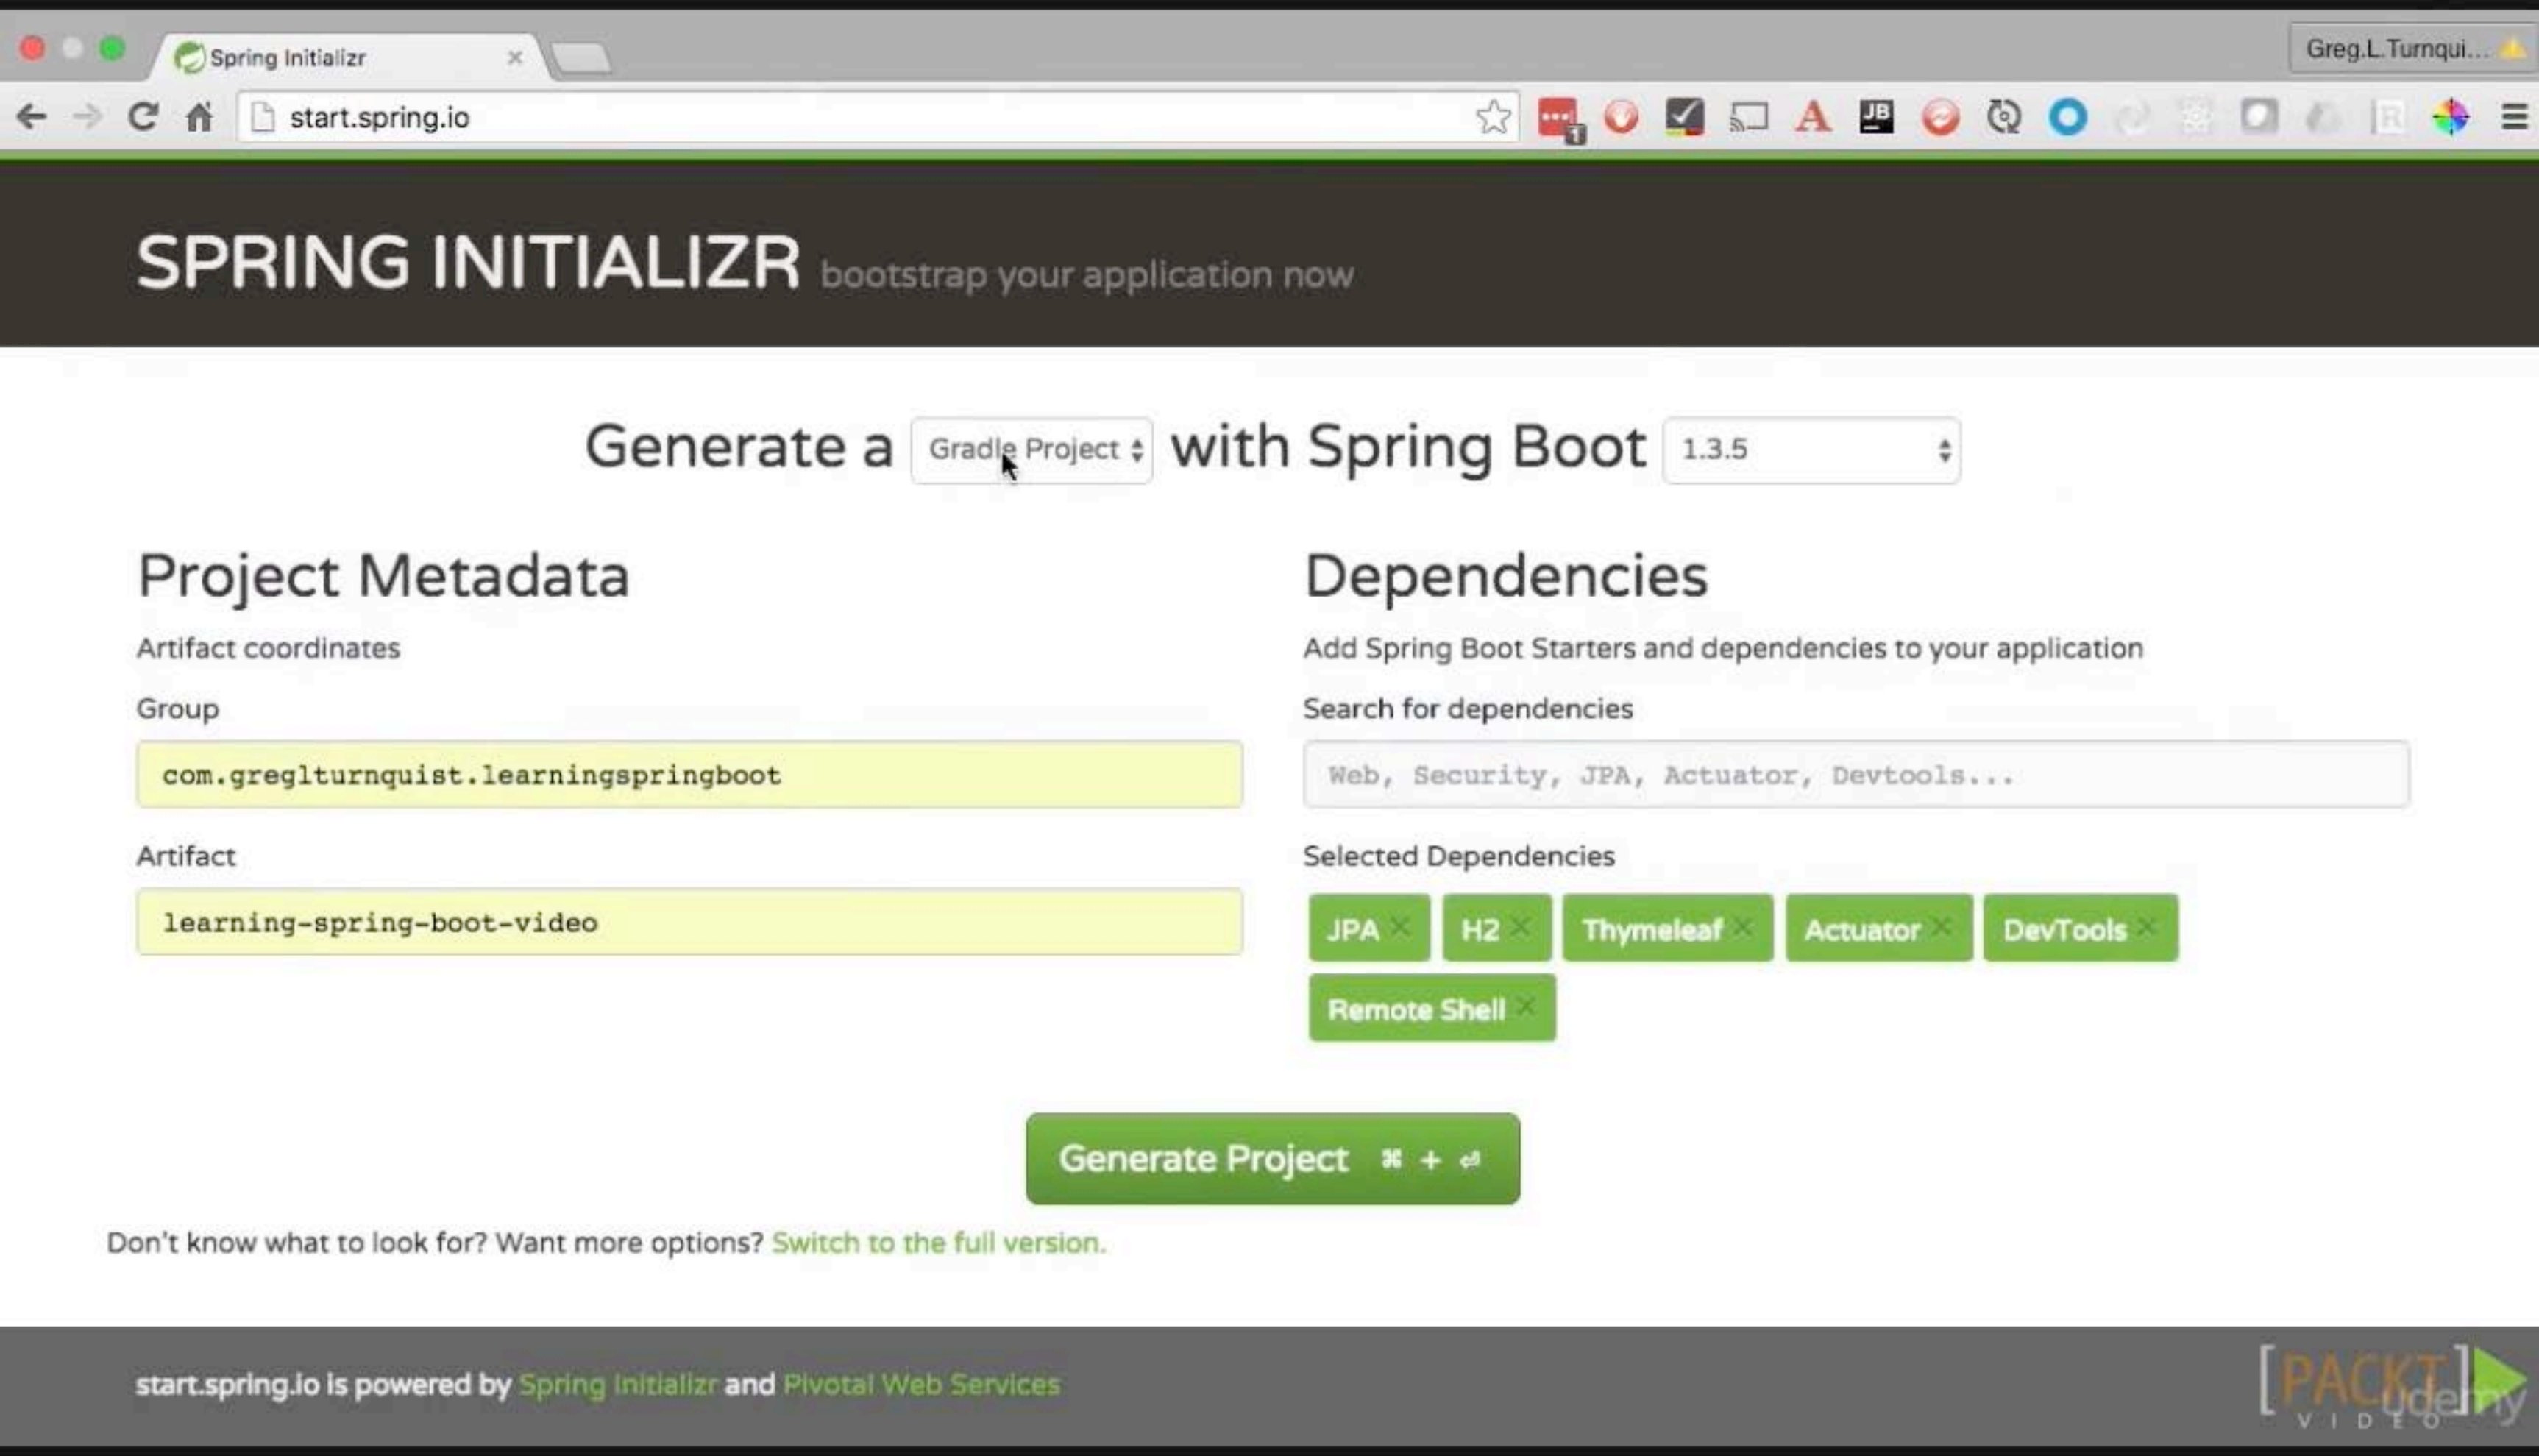 Spring Initializr
Greg.L.Turnqui...
start.spring.io
SPRING INITIALIZR bootstrap your application now
Generate a Gradle Project with Spring Boot 1.3.5
Project Metadata
Artifact coordinates
Group
com.greglturnquist.learningspringboot
Artifact
learning-spring-boot-video
Dependencies
Add Spring Boot Starters and dependencies to your application
Search for dependencies
Web, Security, JPA, Actuator, Devtools...
Selected Dependencies
JPA H2 Thymeleaf Actuator DevTools
Remote Shell
Generate Project ⌘ + ⏎
Don't know what to look for? Want more options? Switch to the full version.
start.spring.io is powered by Spring Initializr and Pivotal Web Services
[PACKT]
VIDEO
udemy